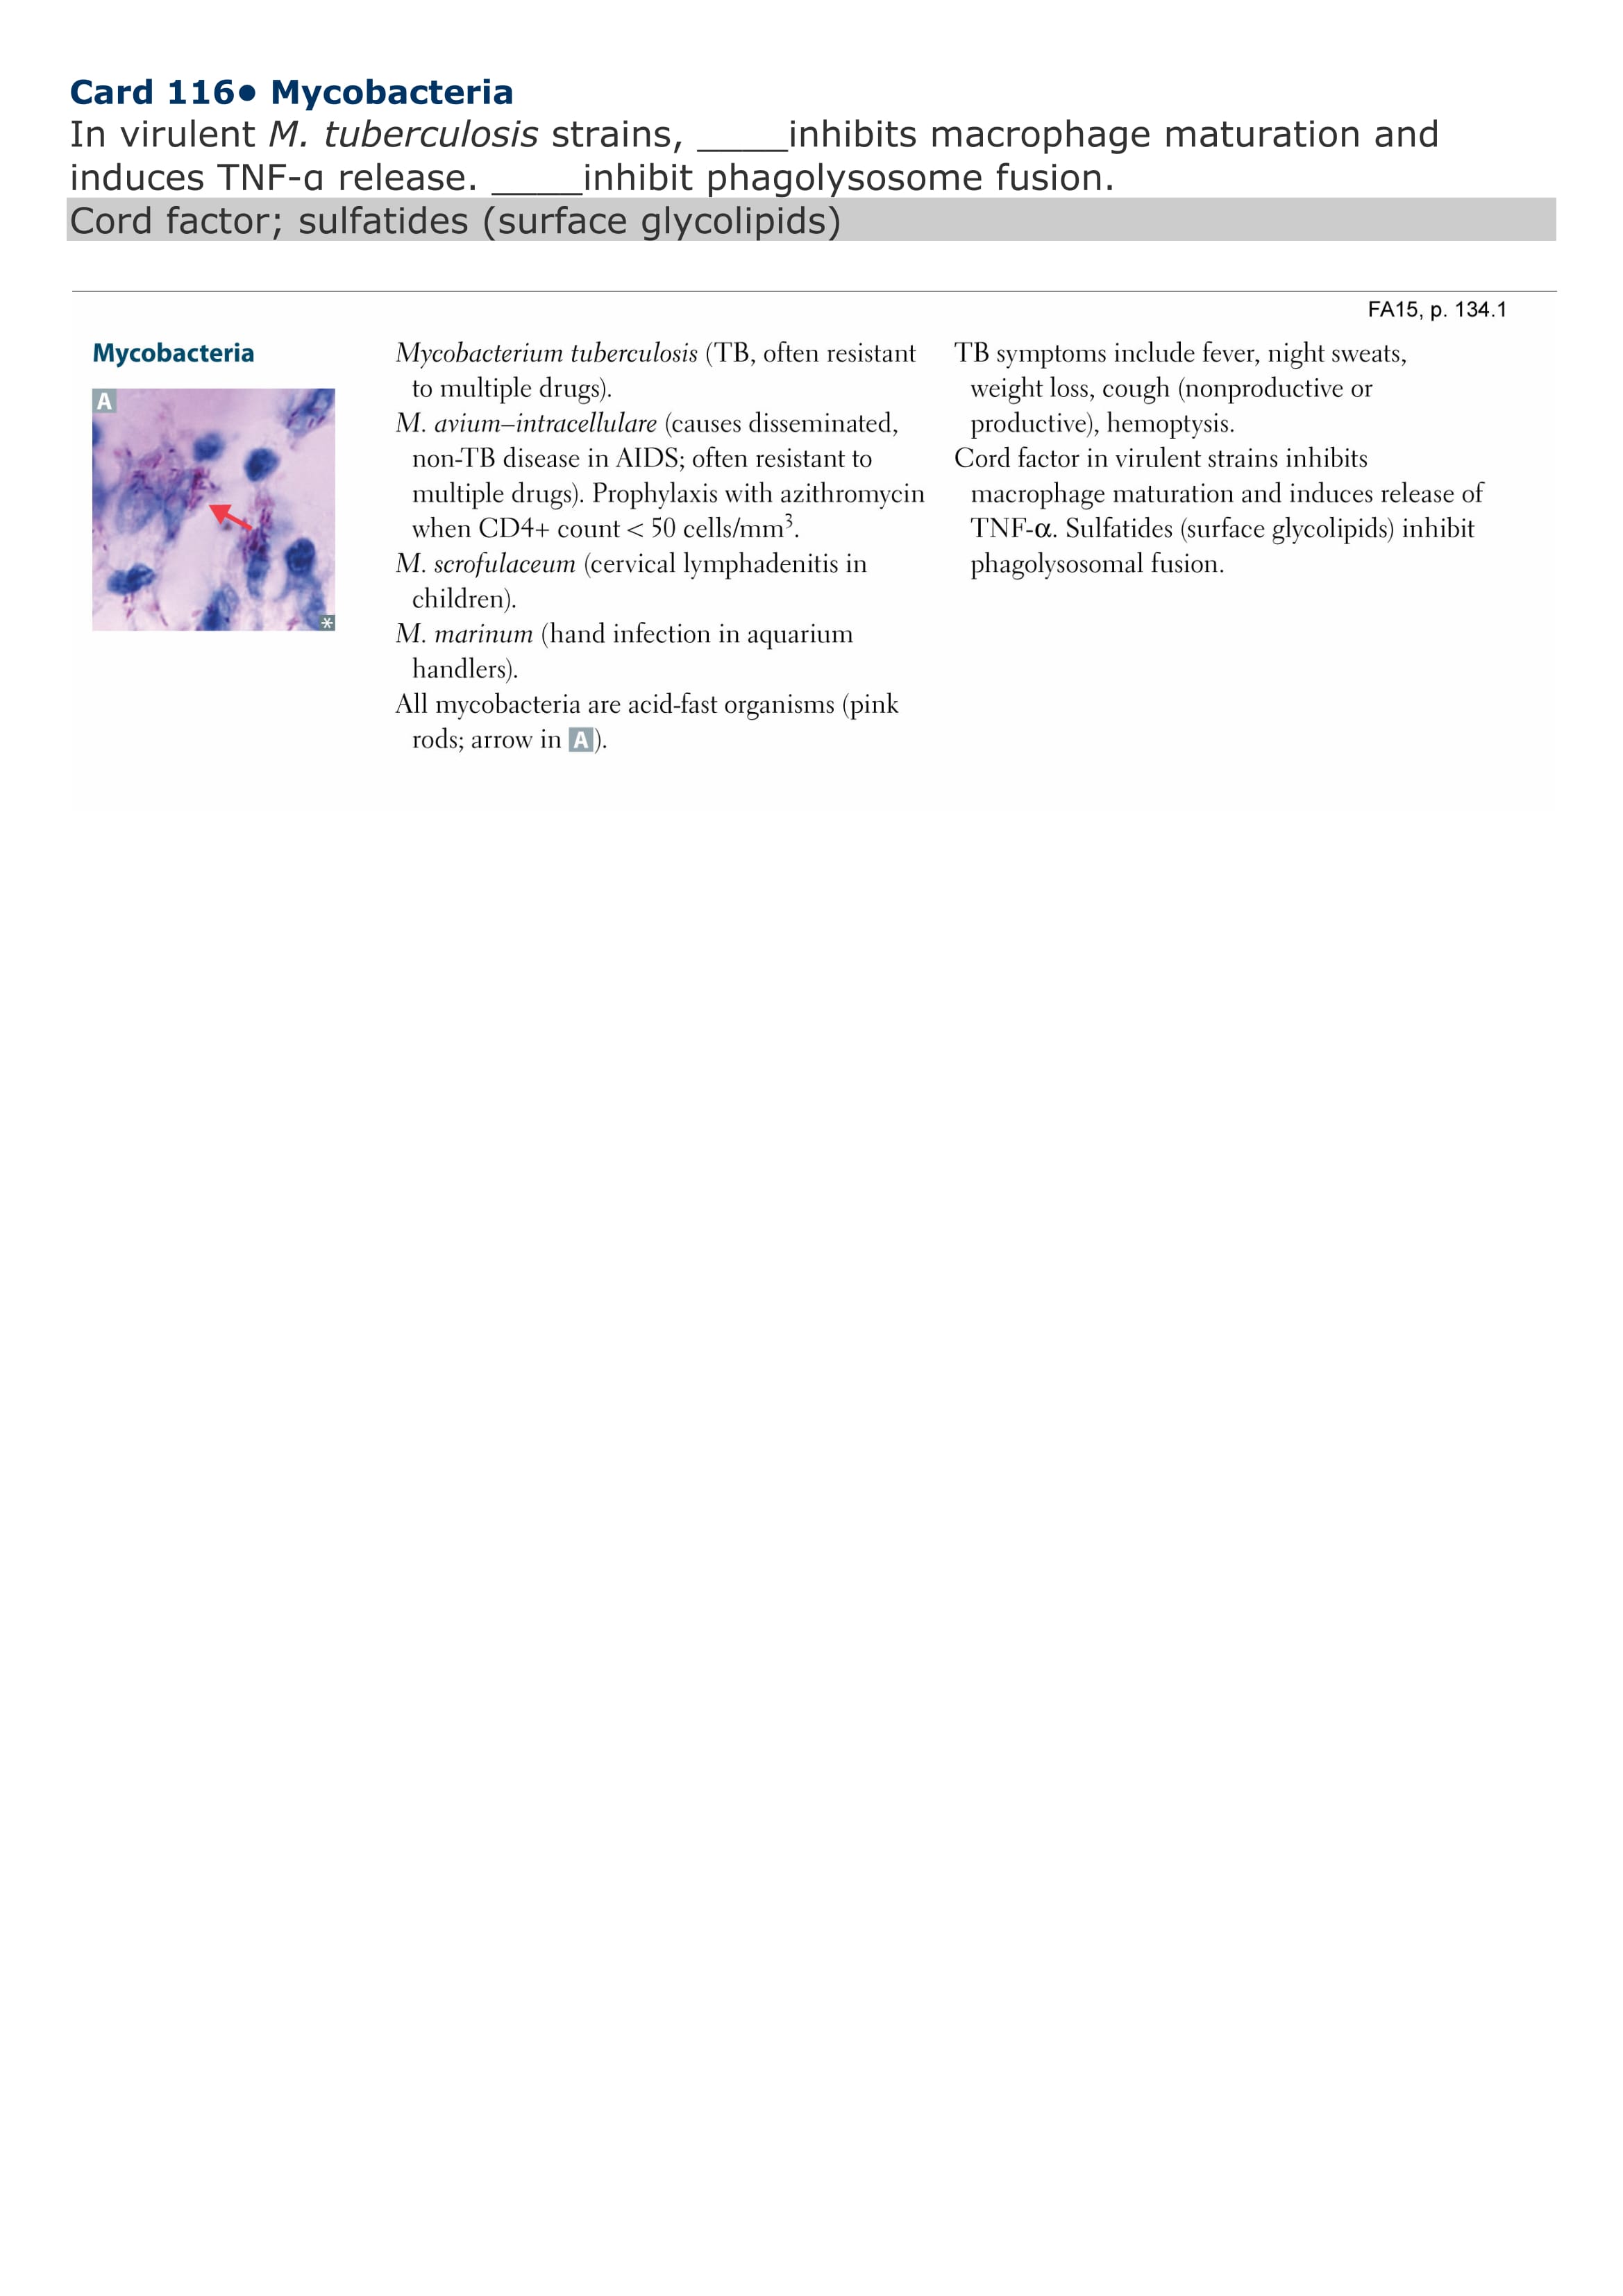 Card 116• Mycobacteria
In virulent M. tuberculosis strains, ____inhibits macrophage maturation and
induces TNF-α release. ____inhibit phagolysosome fusion.
Cord factor; sulfatides (surface glycolipids)
FA15, p. 134.1
Mycobacteria
A
*
Mycobacterium tuberculosis (TB, often resistant
to multiple drugs).
M. avium–intracellulare (causes disseminated,
non-TB disease in AIDS; often resistant to
multiple drugs). Prophylaxis with azithromycin
when CD4+ count < 50 cells/mm³.
M. scrofulaceum (cervical lymphadenitis in
children).
M. marinum (hand infection in aquarium
handlers).
All mycobacteria are acid-fast organisms (pink
rods; arrow in A).
TB symptoms include fever, night sweats,
weight loss, cough (nonproductive or
productive), hemoptysis.
Cord factor in virulent strains inhibits
macrophage maturation and induces release of
TNF-α. Sulfatides (surface glycolipids) inhibit
phagolysosomal fusion.